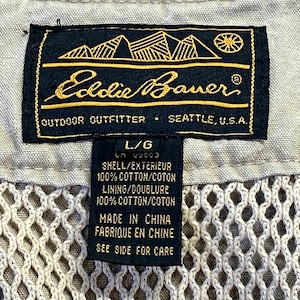 Eddie Bauer®
OUTDOOR OUTFITTER · SEATTLE, U.S.A.
L/G
SHELL/EXTERIEUR
100% COTTON/COTON
LINING/DOUBLURE
100% COTTON/COTON
MADE IN CHINA
FABRIQUE EN CHINE
SEE SIDE FOR CARE